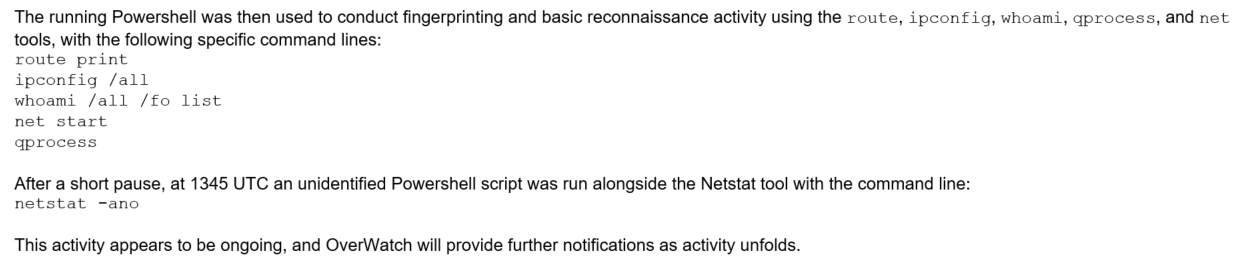 The running Powershell was then used to conduct fingerprinting and basic reconnaissance activity using the route, ipconfig, whoami, qprocess, and net
tools, with the following specific command lines:
route print
ipconfig /all
whoami /all /fo list
net start
qprocess
After a short pause, at 1345 UTC an unidentified Powershell script was run alongside the Netstat tool with the command line:
netstat -ano
This activity appears to be ongoing, and OverWatch will provide further notifications as activity unfolds.